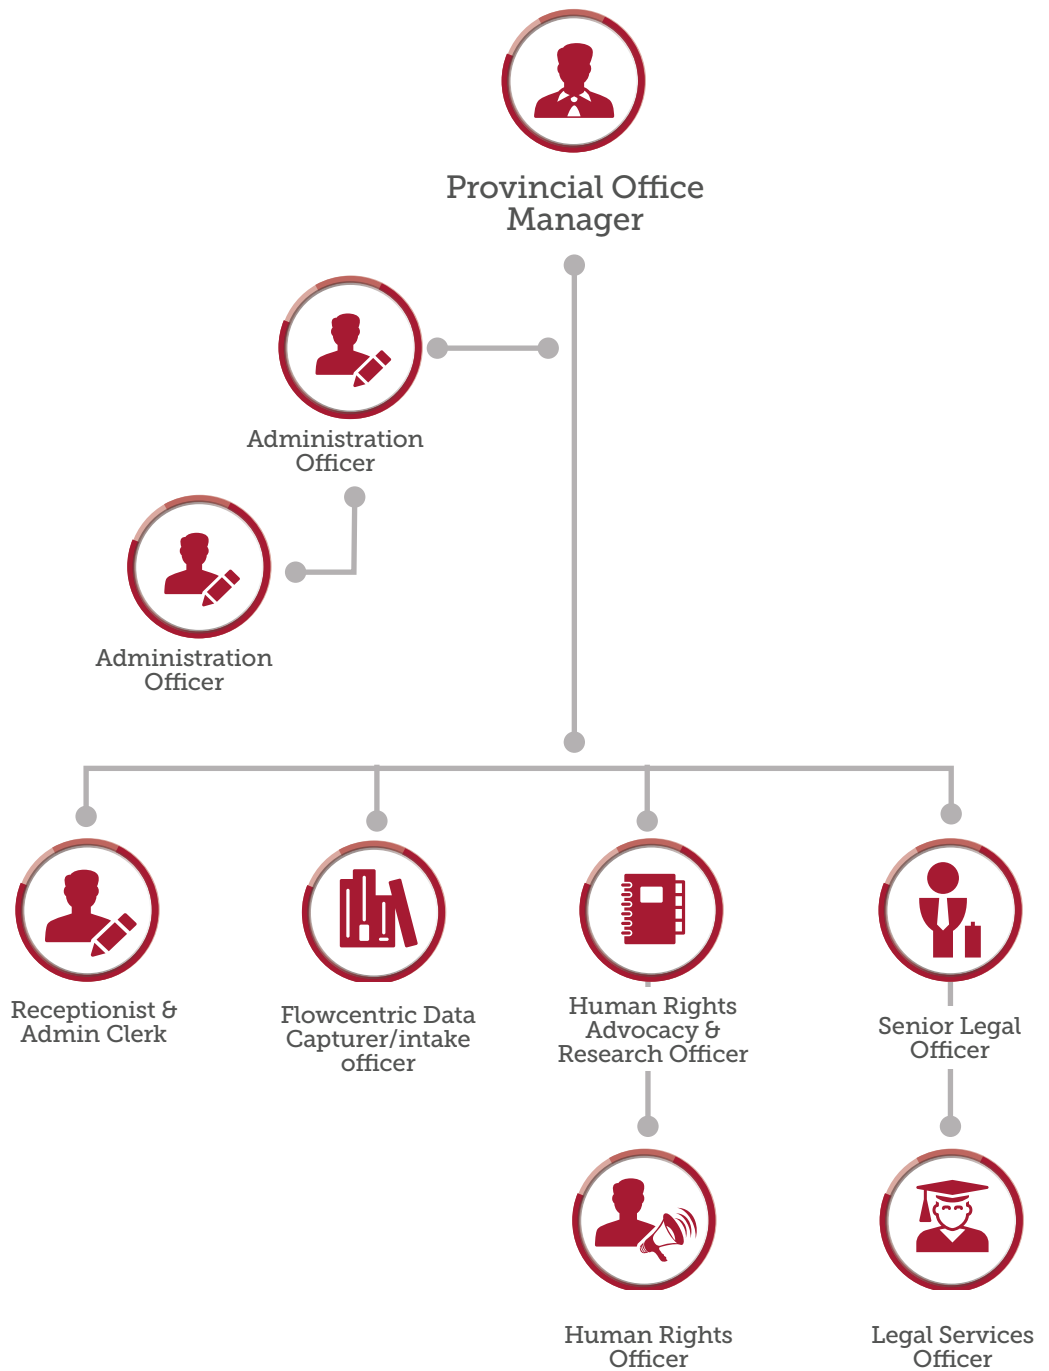 Provincial Office
Manager
Administration
Officer
Administration
Officer
Receptionist &
Admin Clerk
Flowcentric Data
Capturer/intake
officer
Human Rights
Advocacy &
Research Officer
Senior Legal
Officer
Human Rights
Officer
Legal Services
Officer